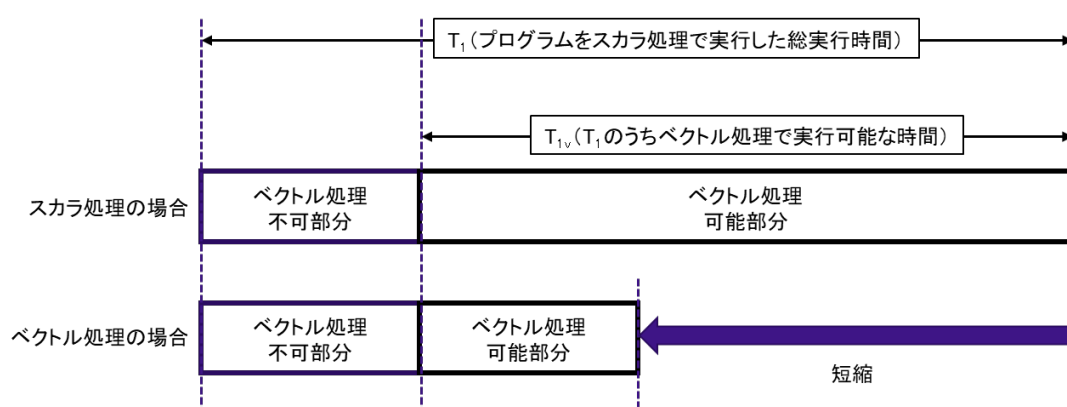 T₁(プログラムをスカラ処理で実行した総実行時間)
T₁ᵥ(T₁のうちベクトル処理で実行可能な時間)
スカラ処理の場合
ベクトル処理
不可部分
ベクトル処理
可能部分
ベクトル処理の場合
ベクトル処理
不可部分
ベクトル処理
可能部分
短縮